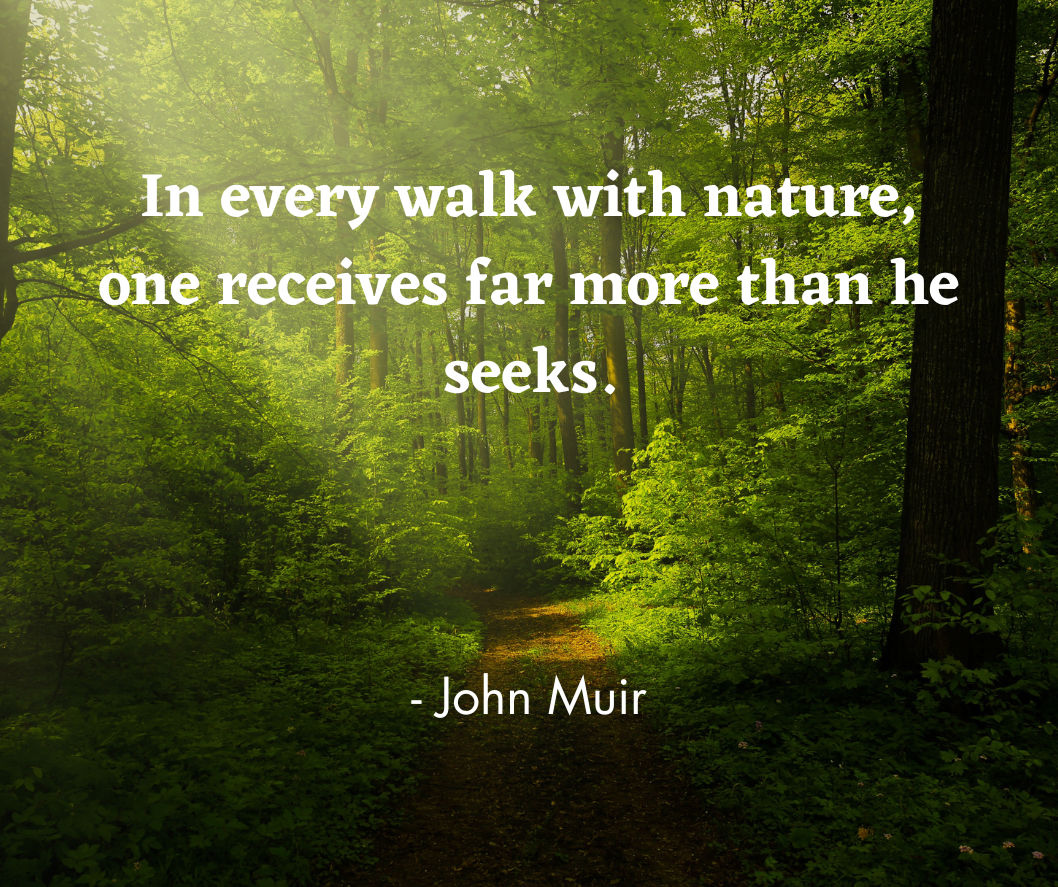 In every walk with nature,
one receives far more than he
seeks.
- John Muir